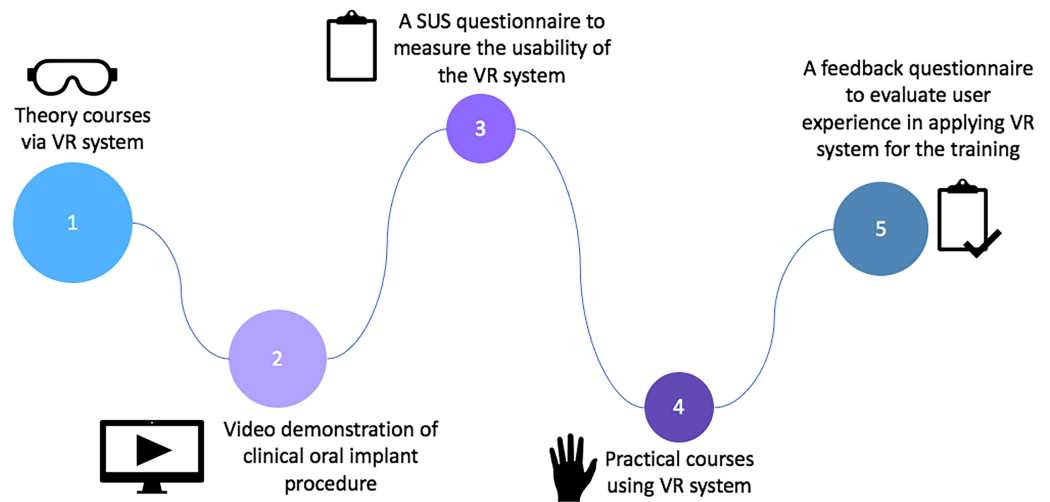 Theory courses
via VR system
1
2
Video demonstration of
clinical oral implant
procedure
A SUS questionnaire to
measure the usability of
the VR system
3
4
Practical courses
using VR system
A feedback questionnaire
to evaluate user
experience in applying VR
system for the training
5